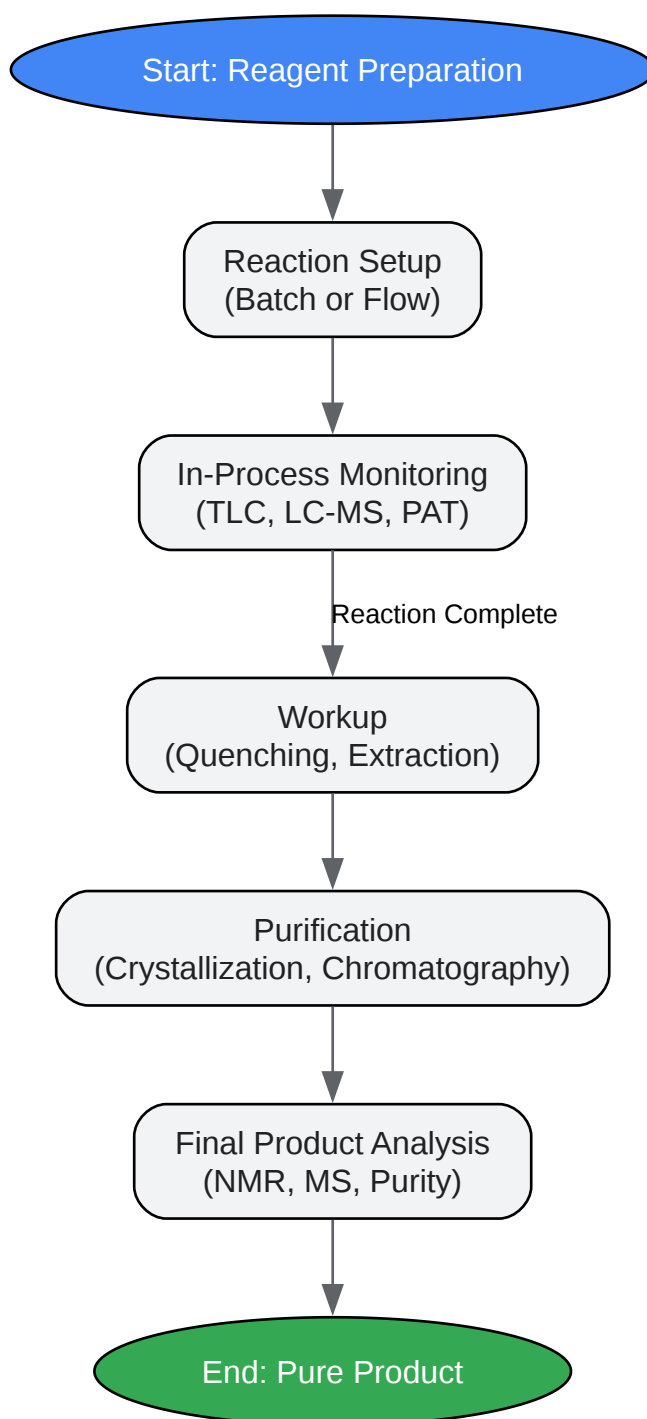 Start: Reagent Preparation
Reaction Setup
(Batch or Flow)
In-Process Monitoring
(TLC, LC-MS, PAT)
Reaction Complete
Workup
(Quenching, Extraction)
Purification
(Crystallization, Chromatography)
Final Product Analysis
(NMR, MS, Purity)
End: Pure Product